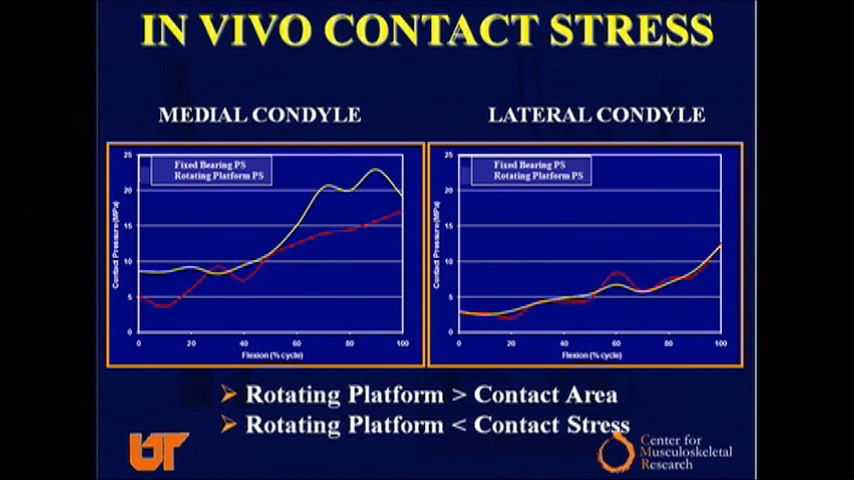 IN VIVO CONTACT STRESS
MEDIAL CONDYLE
LATERAL CONDYLE
Fixed Bearing PS
Rotating Platform PS
Contact Pressure (MPa)
25
20
15
10
5
0
0 20 40 60 80 100
Flexion (% cycle)
Fixed Bearing PS
Rotating Platform PS
Contact Pressure (MPa)
25
20
15
10
5
0
0 20 40 60 80 100
Flexion (% cycle)
Rotating Platform > Contact Area
Rotating Platform < Contact Stress
UT
Center for
Musculoskeletal
Research